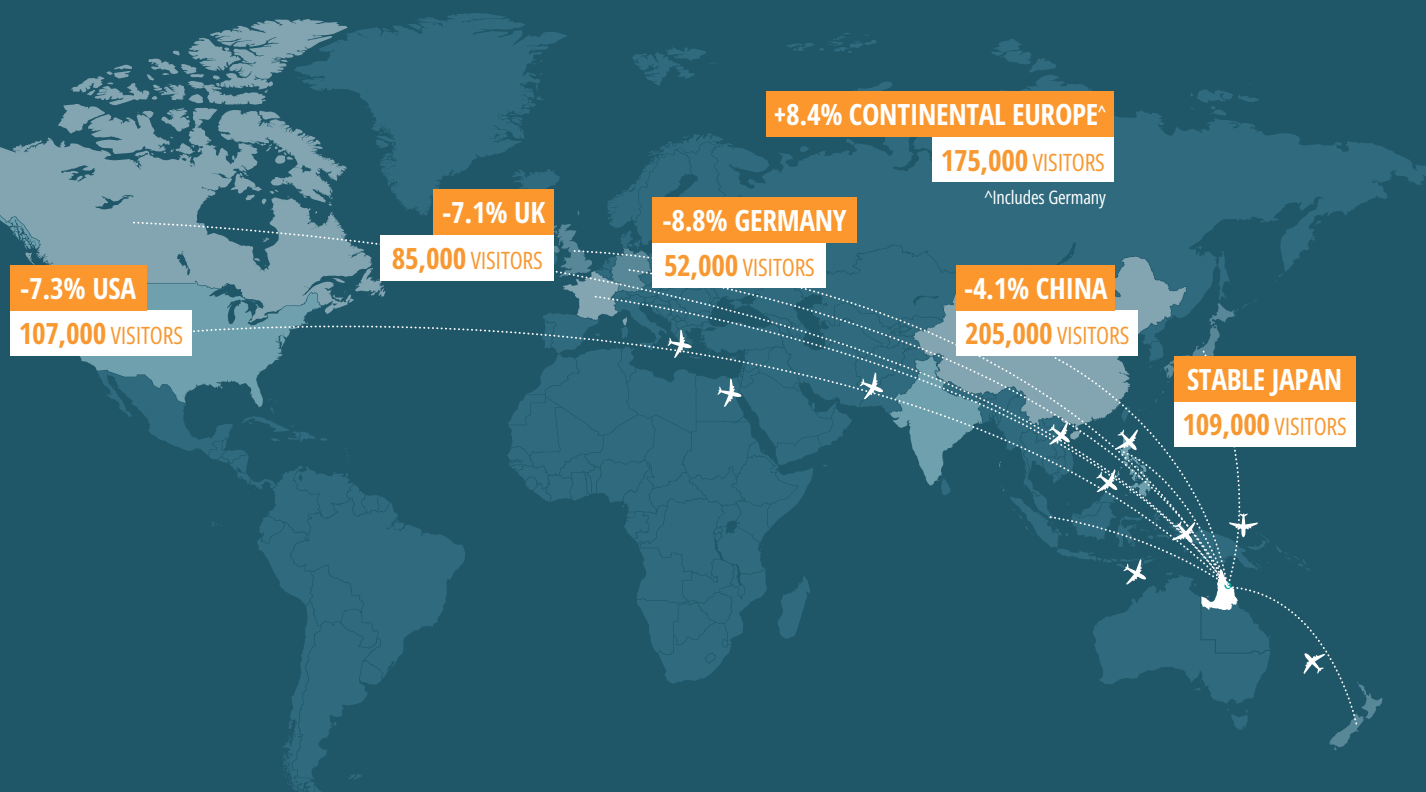 +8.4% CONTINENTAL EUROPE^
175,000 VISITORS
^Includes Germany
-7.1% UK
85,000 VISITORS
-8.8% GERMANY
52,000 VISITORS
-7.3% USA
107,000 VISITORS
-4.1% CHINA
205,000 VISITORS
STABLE JAPAN
109,000 VISITORS